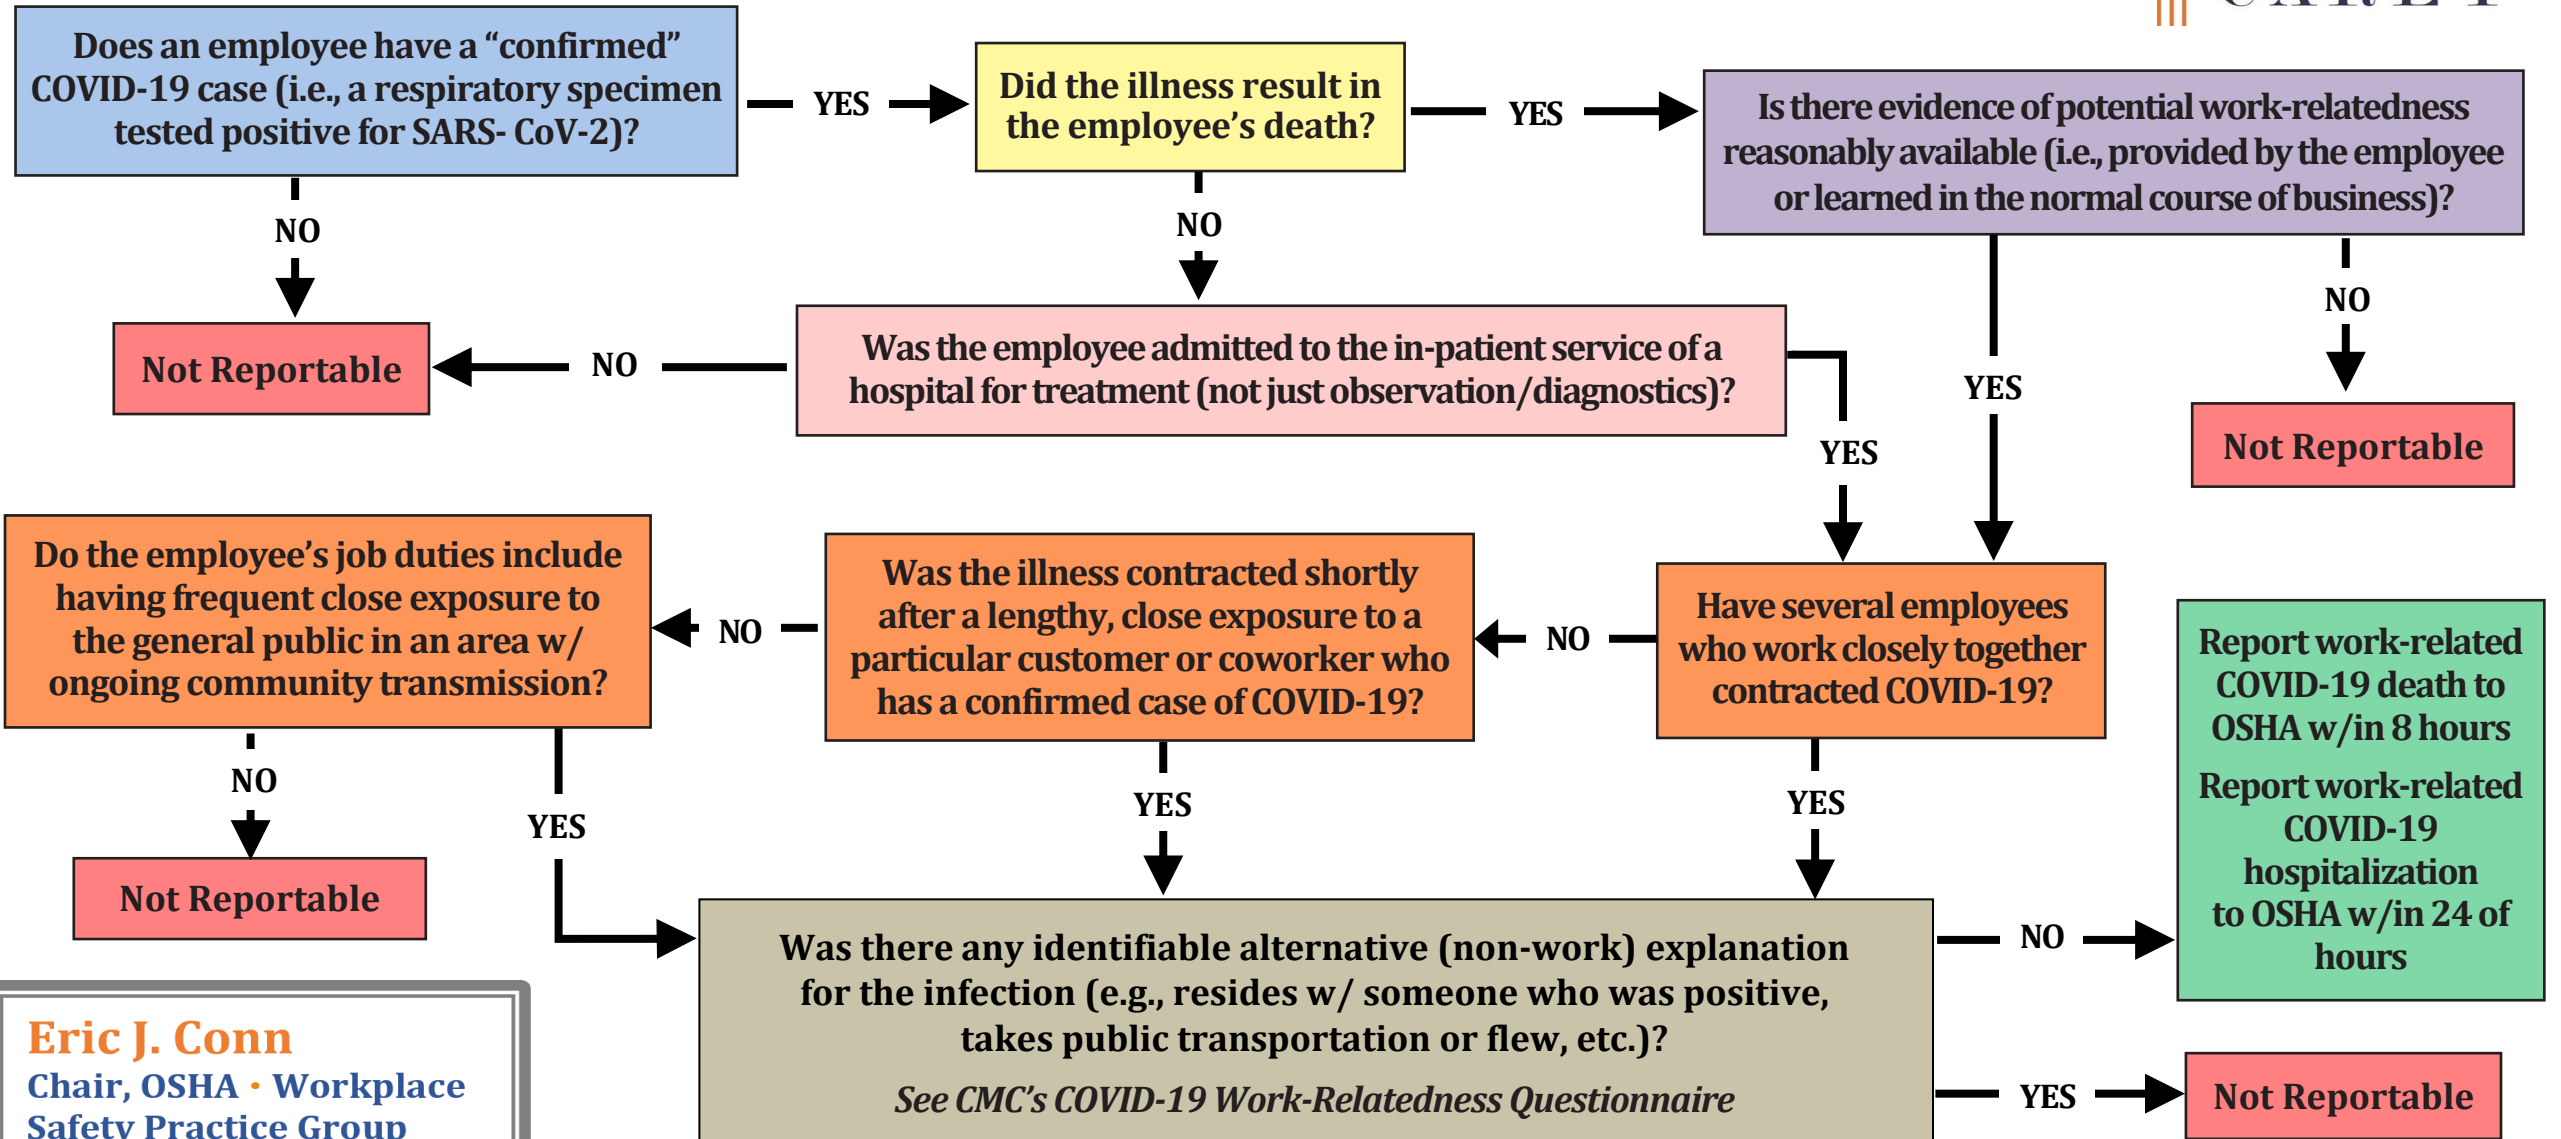 Does an employee have a “confirmed”
COVID-19 case (i.e., a respiratory specimen
tested positive for SARS- CoV-2)?
YES
Did the illness result in
the employee’s death?
YES
Is there evidence of potential work-relatedness
reasonably available (i.e., provided by the employee
or learned in the normal course of business)?
NO
NO
NO
Not Reportable
NO
Was the employee admitted to the in-patient service of a
hospital for treatment (not just observation/diagnostics)?
YES
YES
Not Reportable
Do the employee’s job duties include
having frequent close exposure to
the general public in an area w/
ongoing community transmission?
NO
Was the illness contracted shortly
after a lengthy, close exposure to a
particular customer or coworker who
has a confirmed case of COVID-19?
NO
Have several employees
who work closely together
contracted COVID-19?
Report work-related
COVID-19 death to
OSHA w/in 8 hours
Report work-related
COVID-19
hospitalization
to OSHA w/in 24 of
hours
NO
YES
YES
YES
Not Reportable
Was there any identifiable alternative (non-work) explanation
for the infection (e.g., resides w/ someone who was positive,
takes public transportation or flew, etc.)?
See CMC’s COVID-19 Work-Relatedness Questionnaire
NO
YES
Not Reportable
Eric J. Conn
Chair, OSHA • Workplace
Safety Practice Group